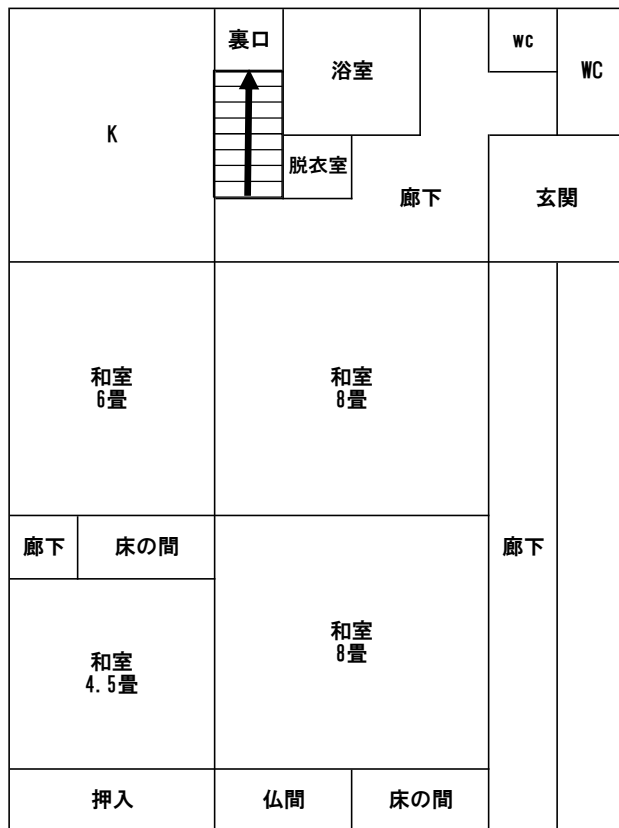 裏口
WC
浴室
WC
K
脱衣室
廊下
玄関
和室
6畳
和室
8畳
廊下
床の間
廊下
和室
8畳
和室
4.5畳
押入
仏間
床の間